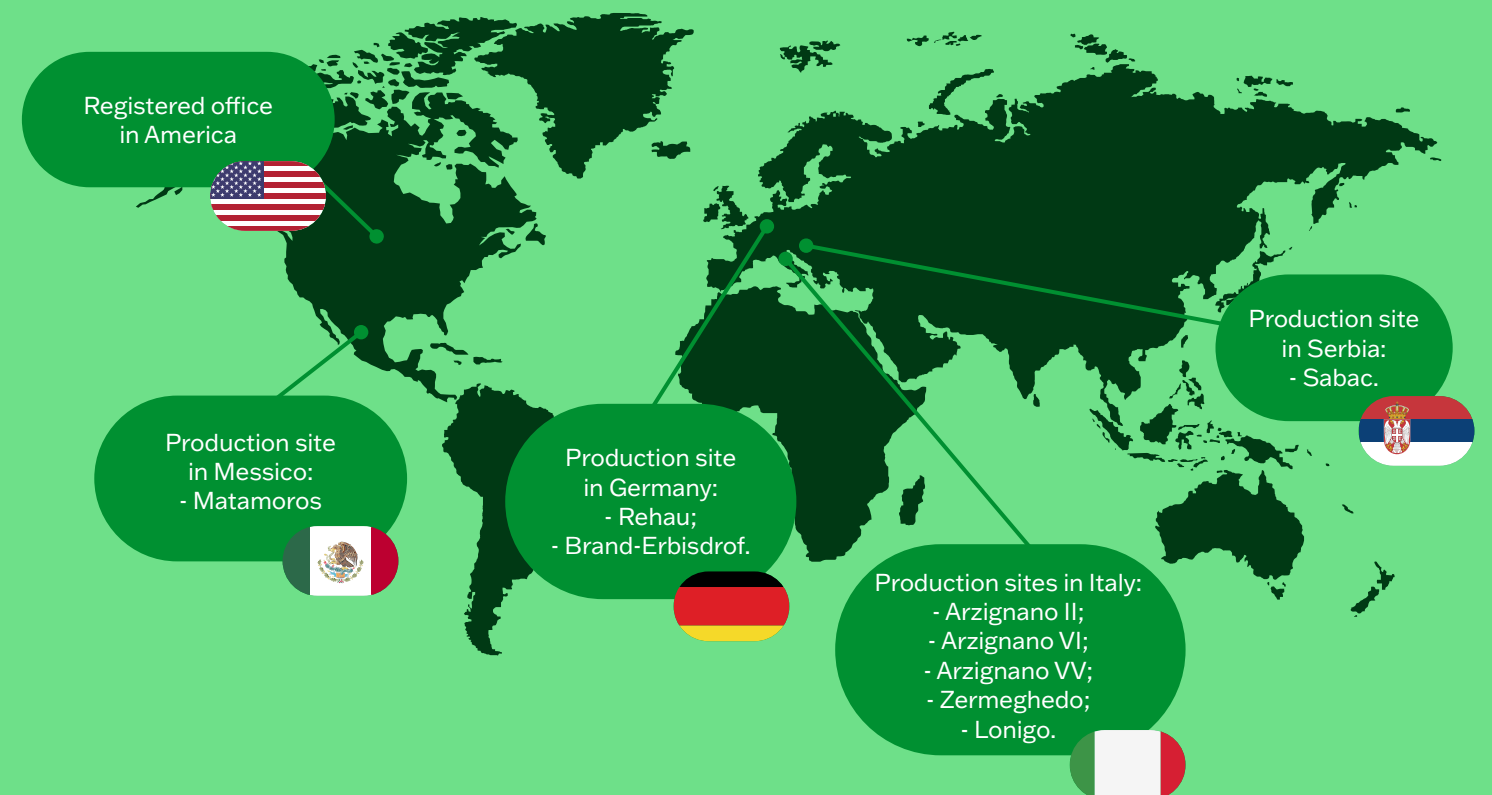 Registered office
in America
Production site
in Messico:
- Matamoros
Production site
in Germany:
- Rehau;
- Brand-Erbisdrof.
Production sites in Italy:
- Arzignano II;
- Arzignano VI;
- Arzignano VV;
- Zermeghedo;
- Lonigo.
Production site
in Serbia:
- Sabac.